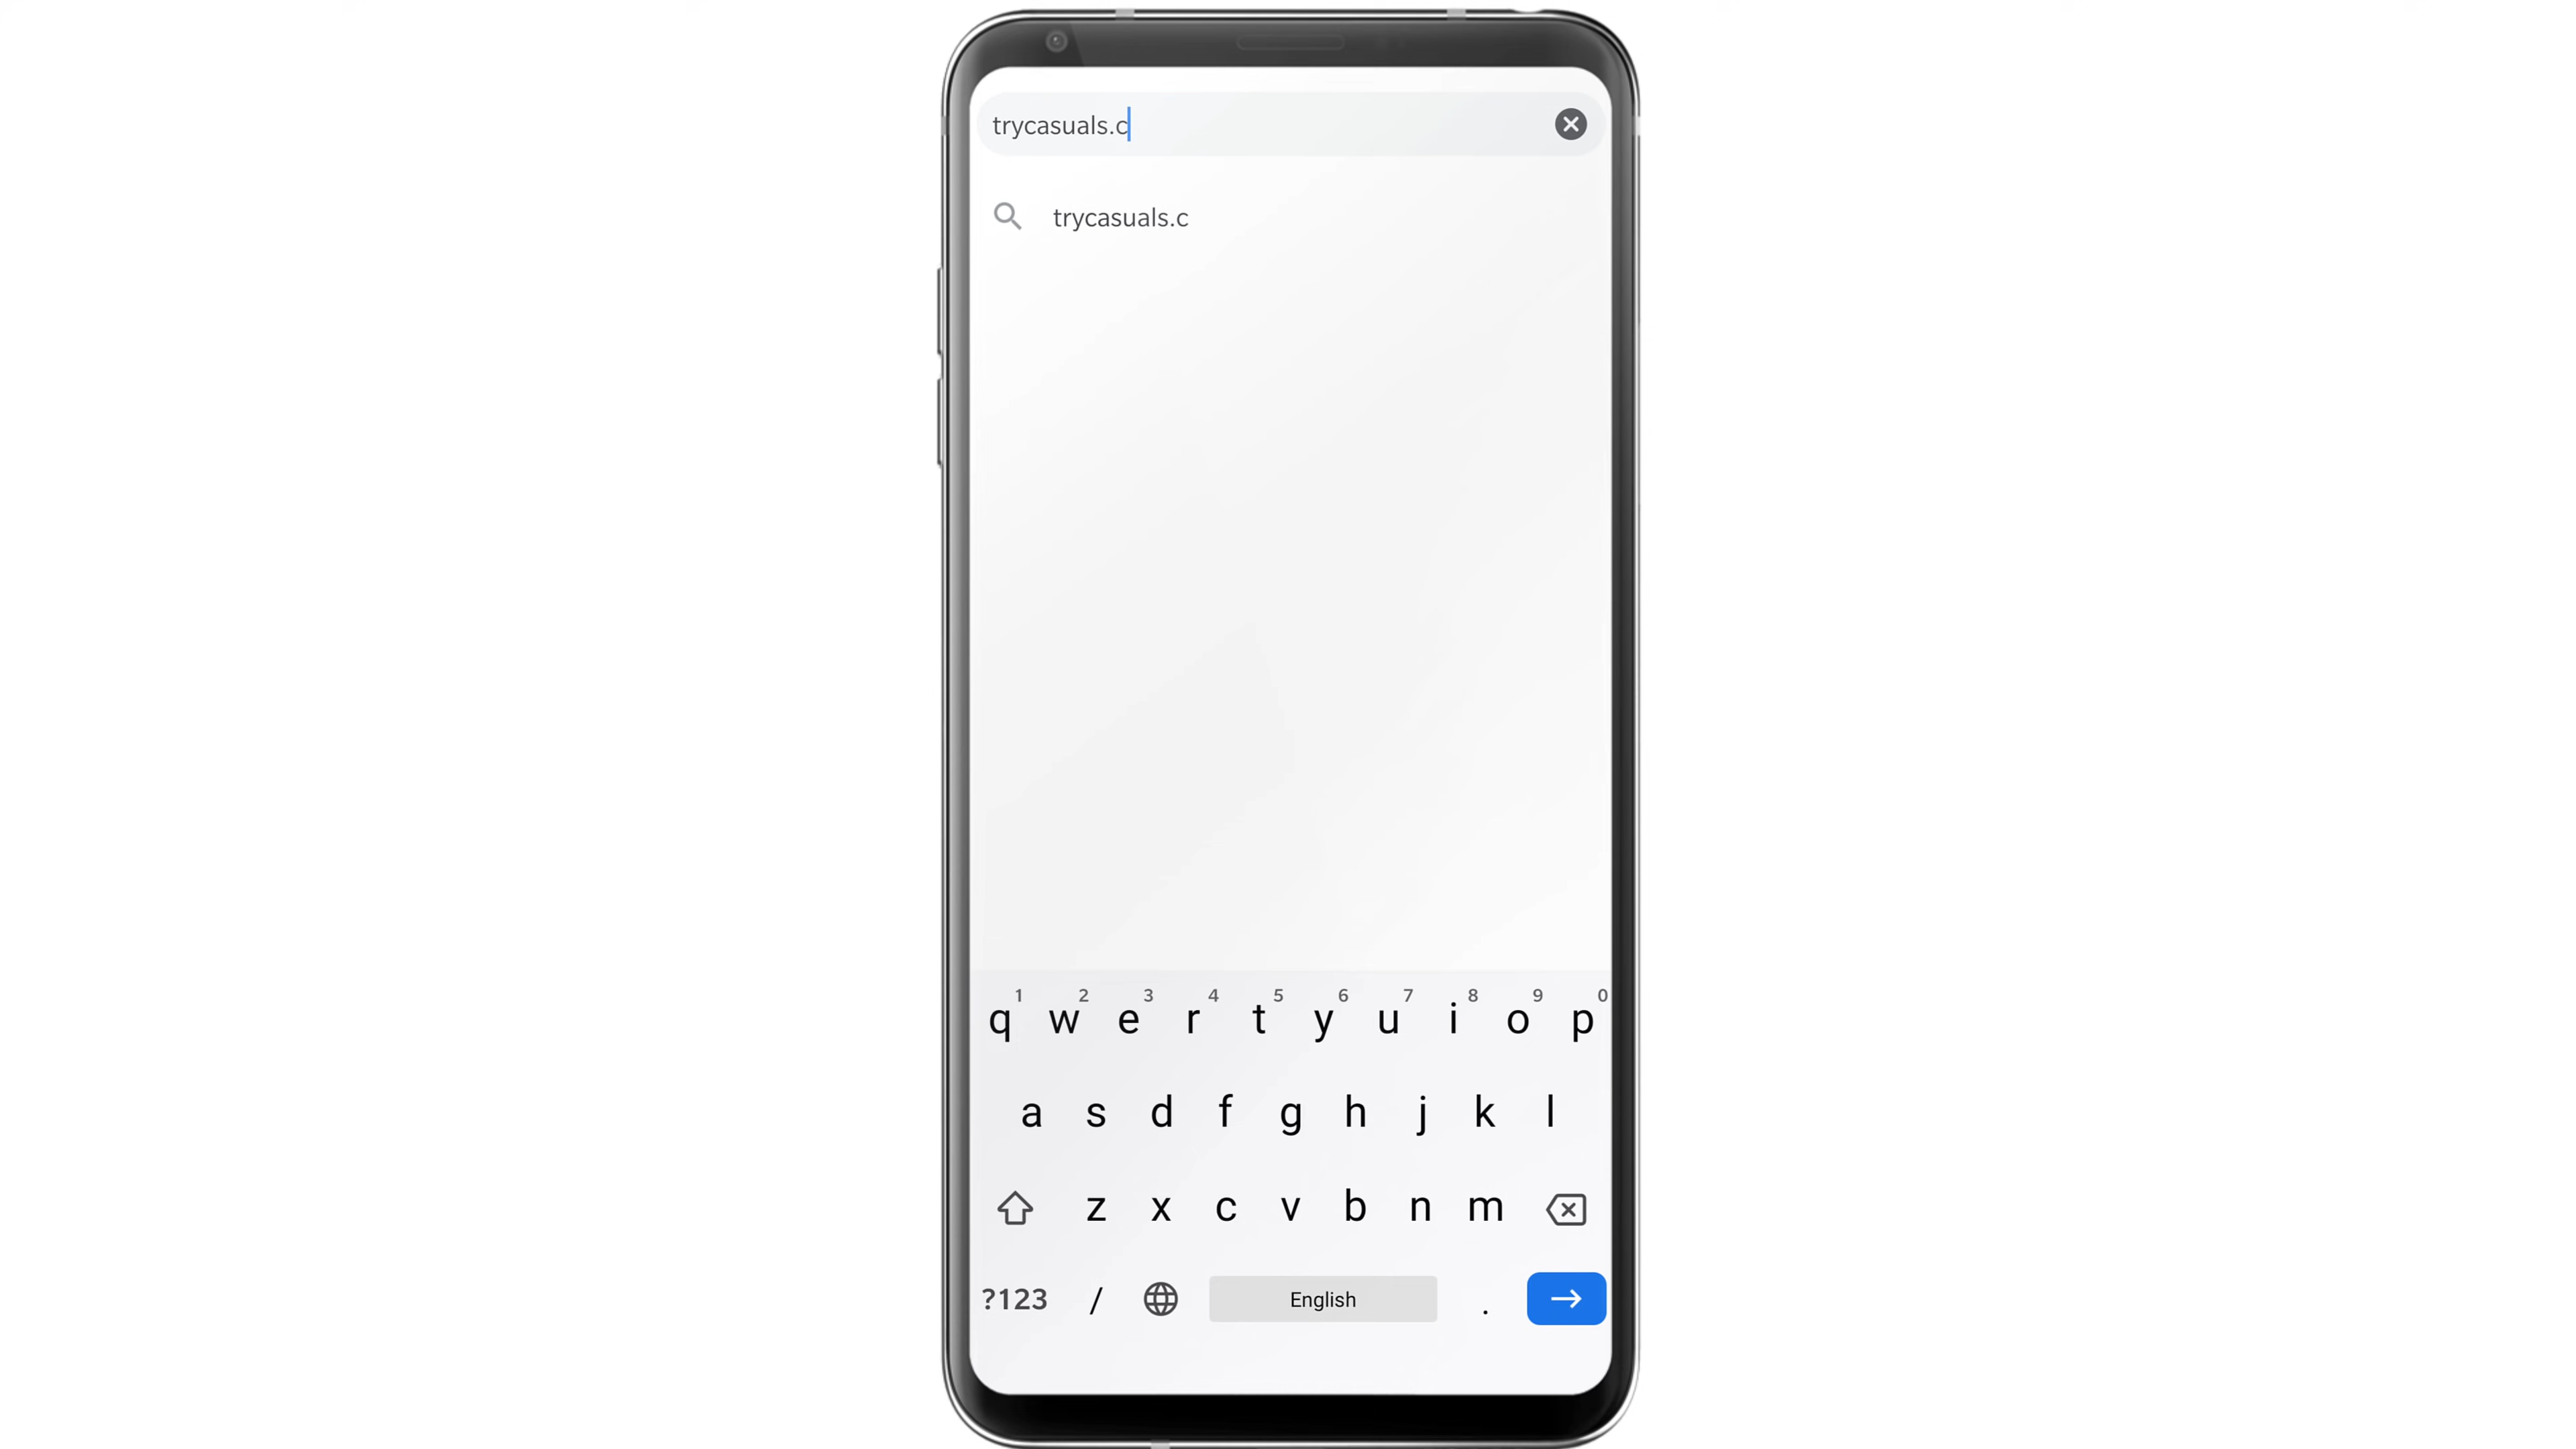 trycasuals.c
trycasuals.c
1 2 3 4 5 6 7 8 9 0
q w e r t y u i o p
a s d f g h j k l
z x c v b n m
?123 / English .